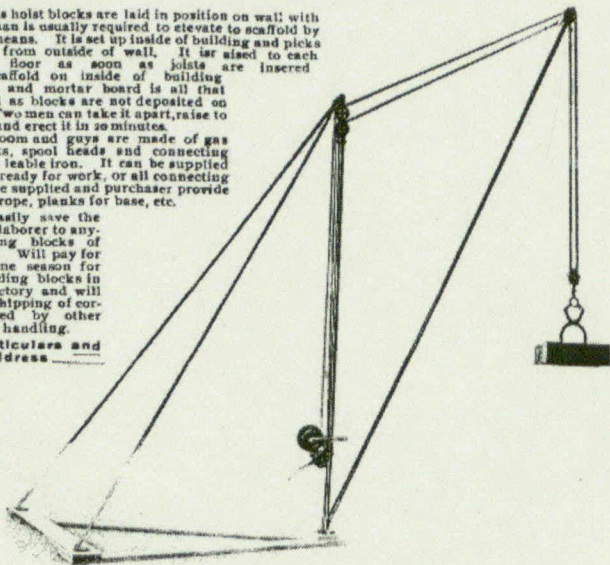 s hoist blocks are laid in position on wall with
an is usually required to elevate to scaffold by
neans. It is set up inside of building and picks
from outside of wall. It isr aised to each
floor as soon as joists are insered
affold on inside of building
and mortar board is all that
as blocks are not deposited on
Two men can take it apart, raise to
and erect it in 20 minutes.
oom and guys are made of gas
s, spool heads and connecting
leable iron. It can be supplied
ready for work, or all connecting
e supplied and purchaser provide
rope, planks for base, etc.
asily save the
laborer to any-
ng blocks of
Will pay for
ne season for
dling blocks in
ctory and will
hipping of cor-
ed by other
handling.
ticulers and
ddress